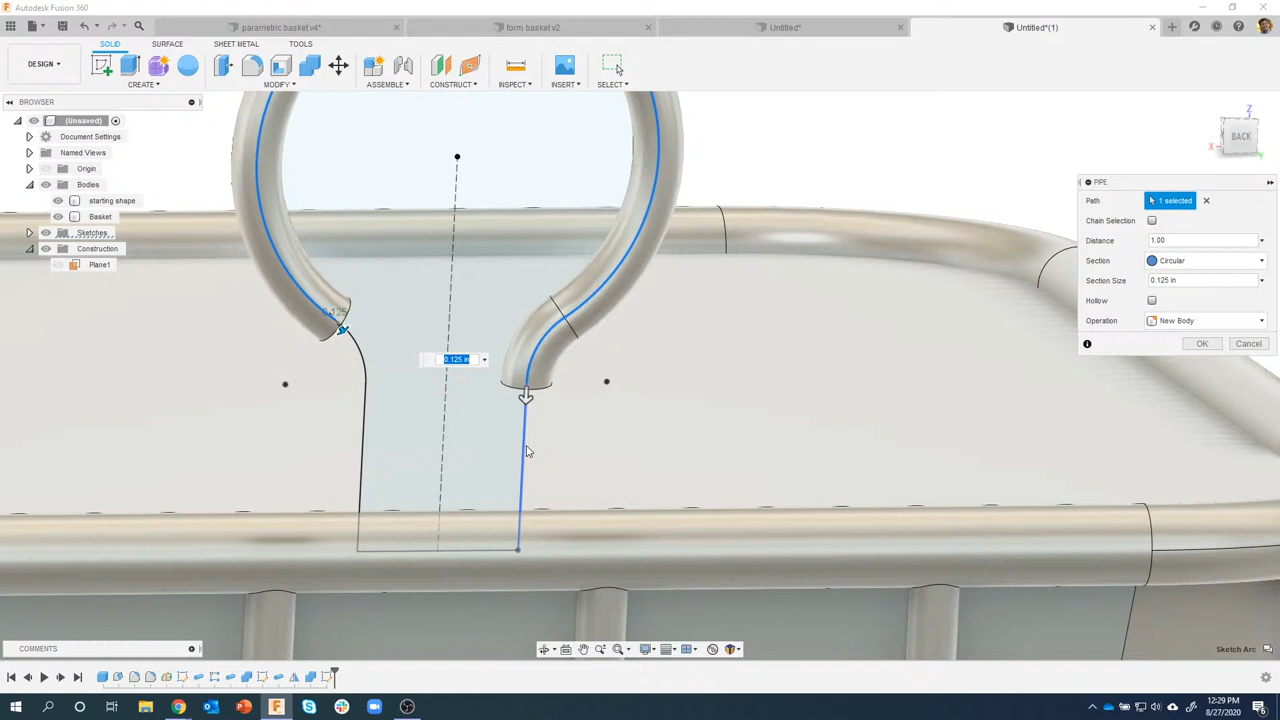 Autodesk Fusion 360
parametric basket v4*
form basket v2
Untitled*
Untitled*(1)
SOLID
SURFACE
SHEET METAL
TOOLS
DESIGN
CREATE
MODIFY
ASSEMBLE
CONSTRUCT
INSPECT
INSERT
SELECT
BROWSER
(Unsaved)
Document Settings
Named Views
Origin
Bodies
starting shape
Basket
Sketches
Construction
Plane1
Z
BACK
X
Y
PIPE
Path
1 selected
Chain Selection
Distance
1.00
Section
Circular
Section Size
0.125 in
Hollow
Operation
New Body
OK
Cancel
0.125
0.125 in
COMMENTS
Sketch Arc
12:29 PM
8/27/2020
6